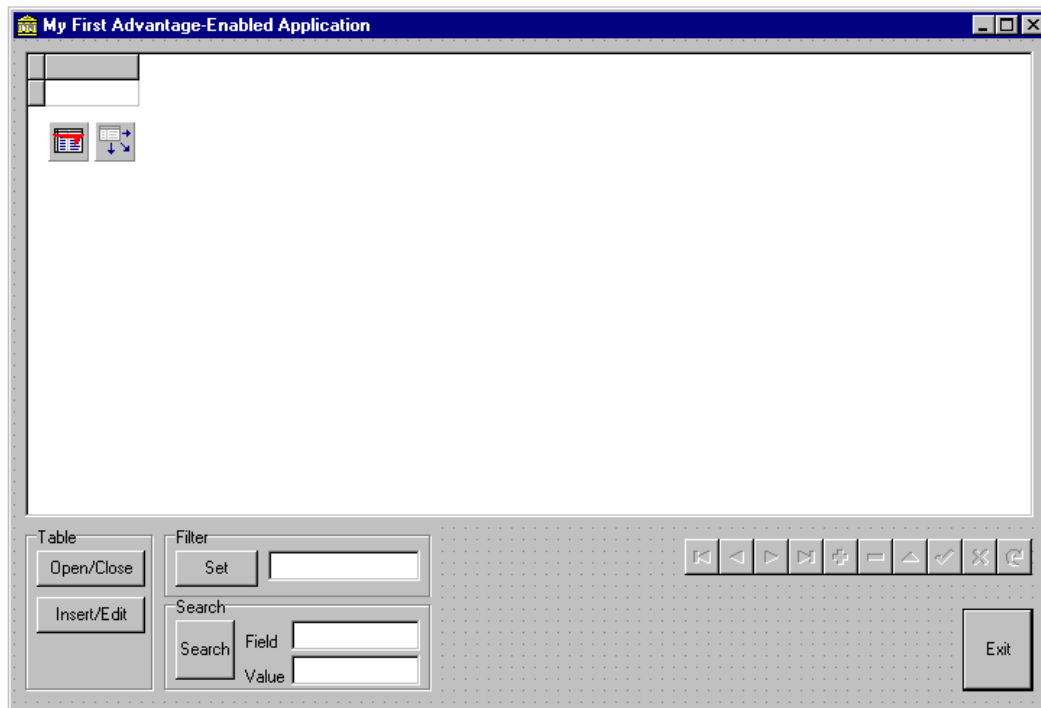 My First Advantage-Enabled Application
Table
Open/Close
Insert/Edit
Filter
Set
Search
Search
Field
Value
Exit